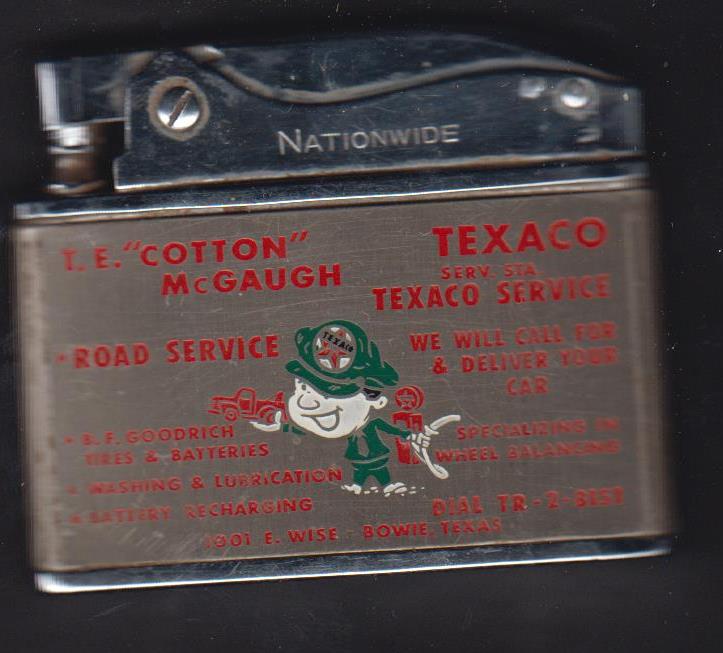 NATIONWIDE
T. E. "COTTON"
McGAUGH
TEXACO
SERV. STA.
TEXACO SERVICE
• ROAD SERVICE
WE WILL CALL FOR
& DELIVER YOUR
CAR
TEXACO
• B. F. GOODRICH
TIRES & BATTERIES
• WASHING & LUBRICATION
• BATTERY RECHARGING
SPECIALIZING IN
WHEEL BALANCING
DIAL TR-2-
1001 E. WISE - BOWIE, TEXAS